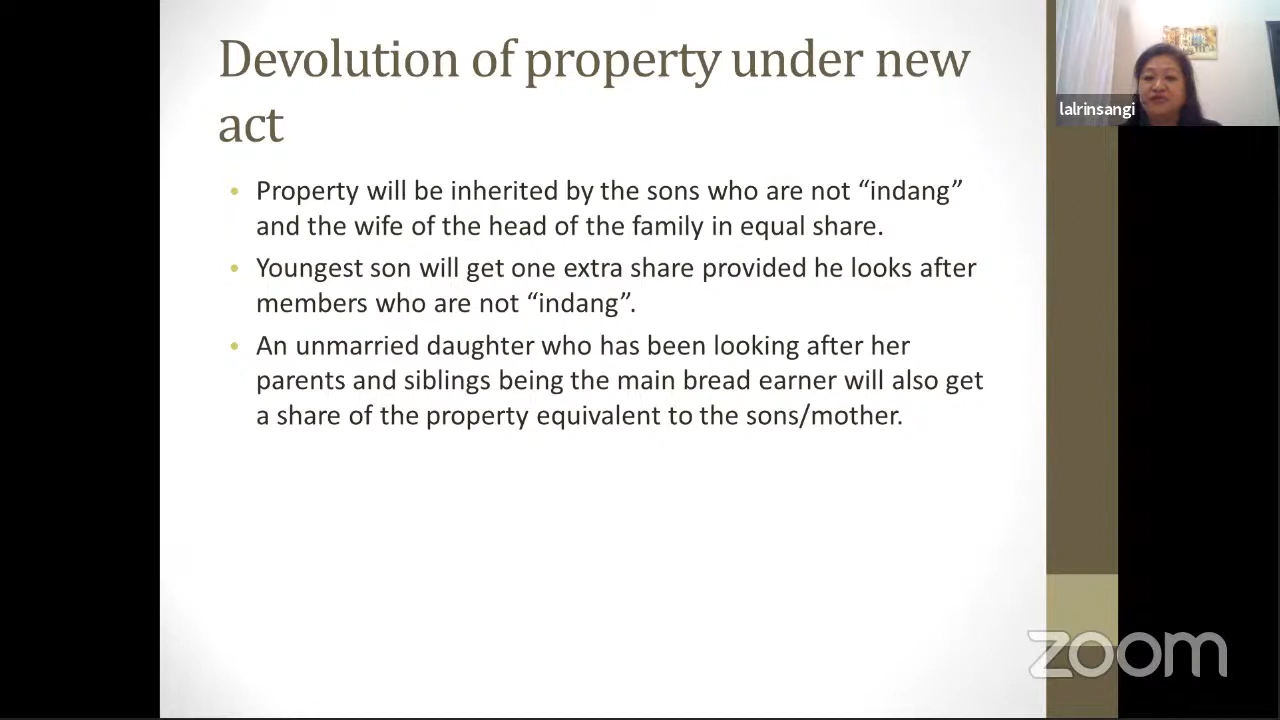 Devolution of property under new
act
• Property will be inherited by the sons who are not “indang”
and the wife of the head of the family in equal share.
• Youngest son will get one extra share provided he looks after
members who are not “indang”.
• An unmarried daughter who has been looking after her
parents and siblings being the main bread earner will also get
a share of the property equivalent to the sons/mother.
lalrinsangi
zoom